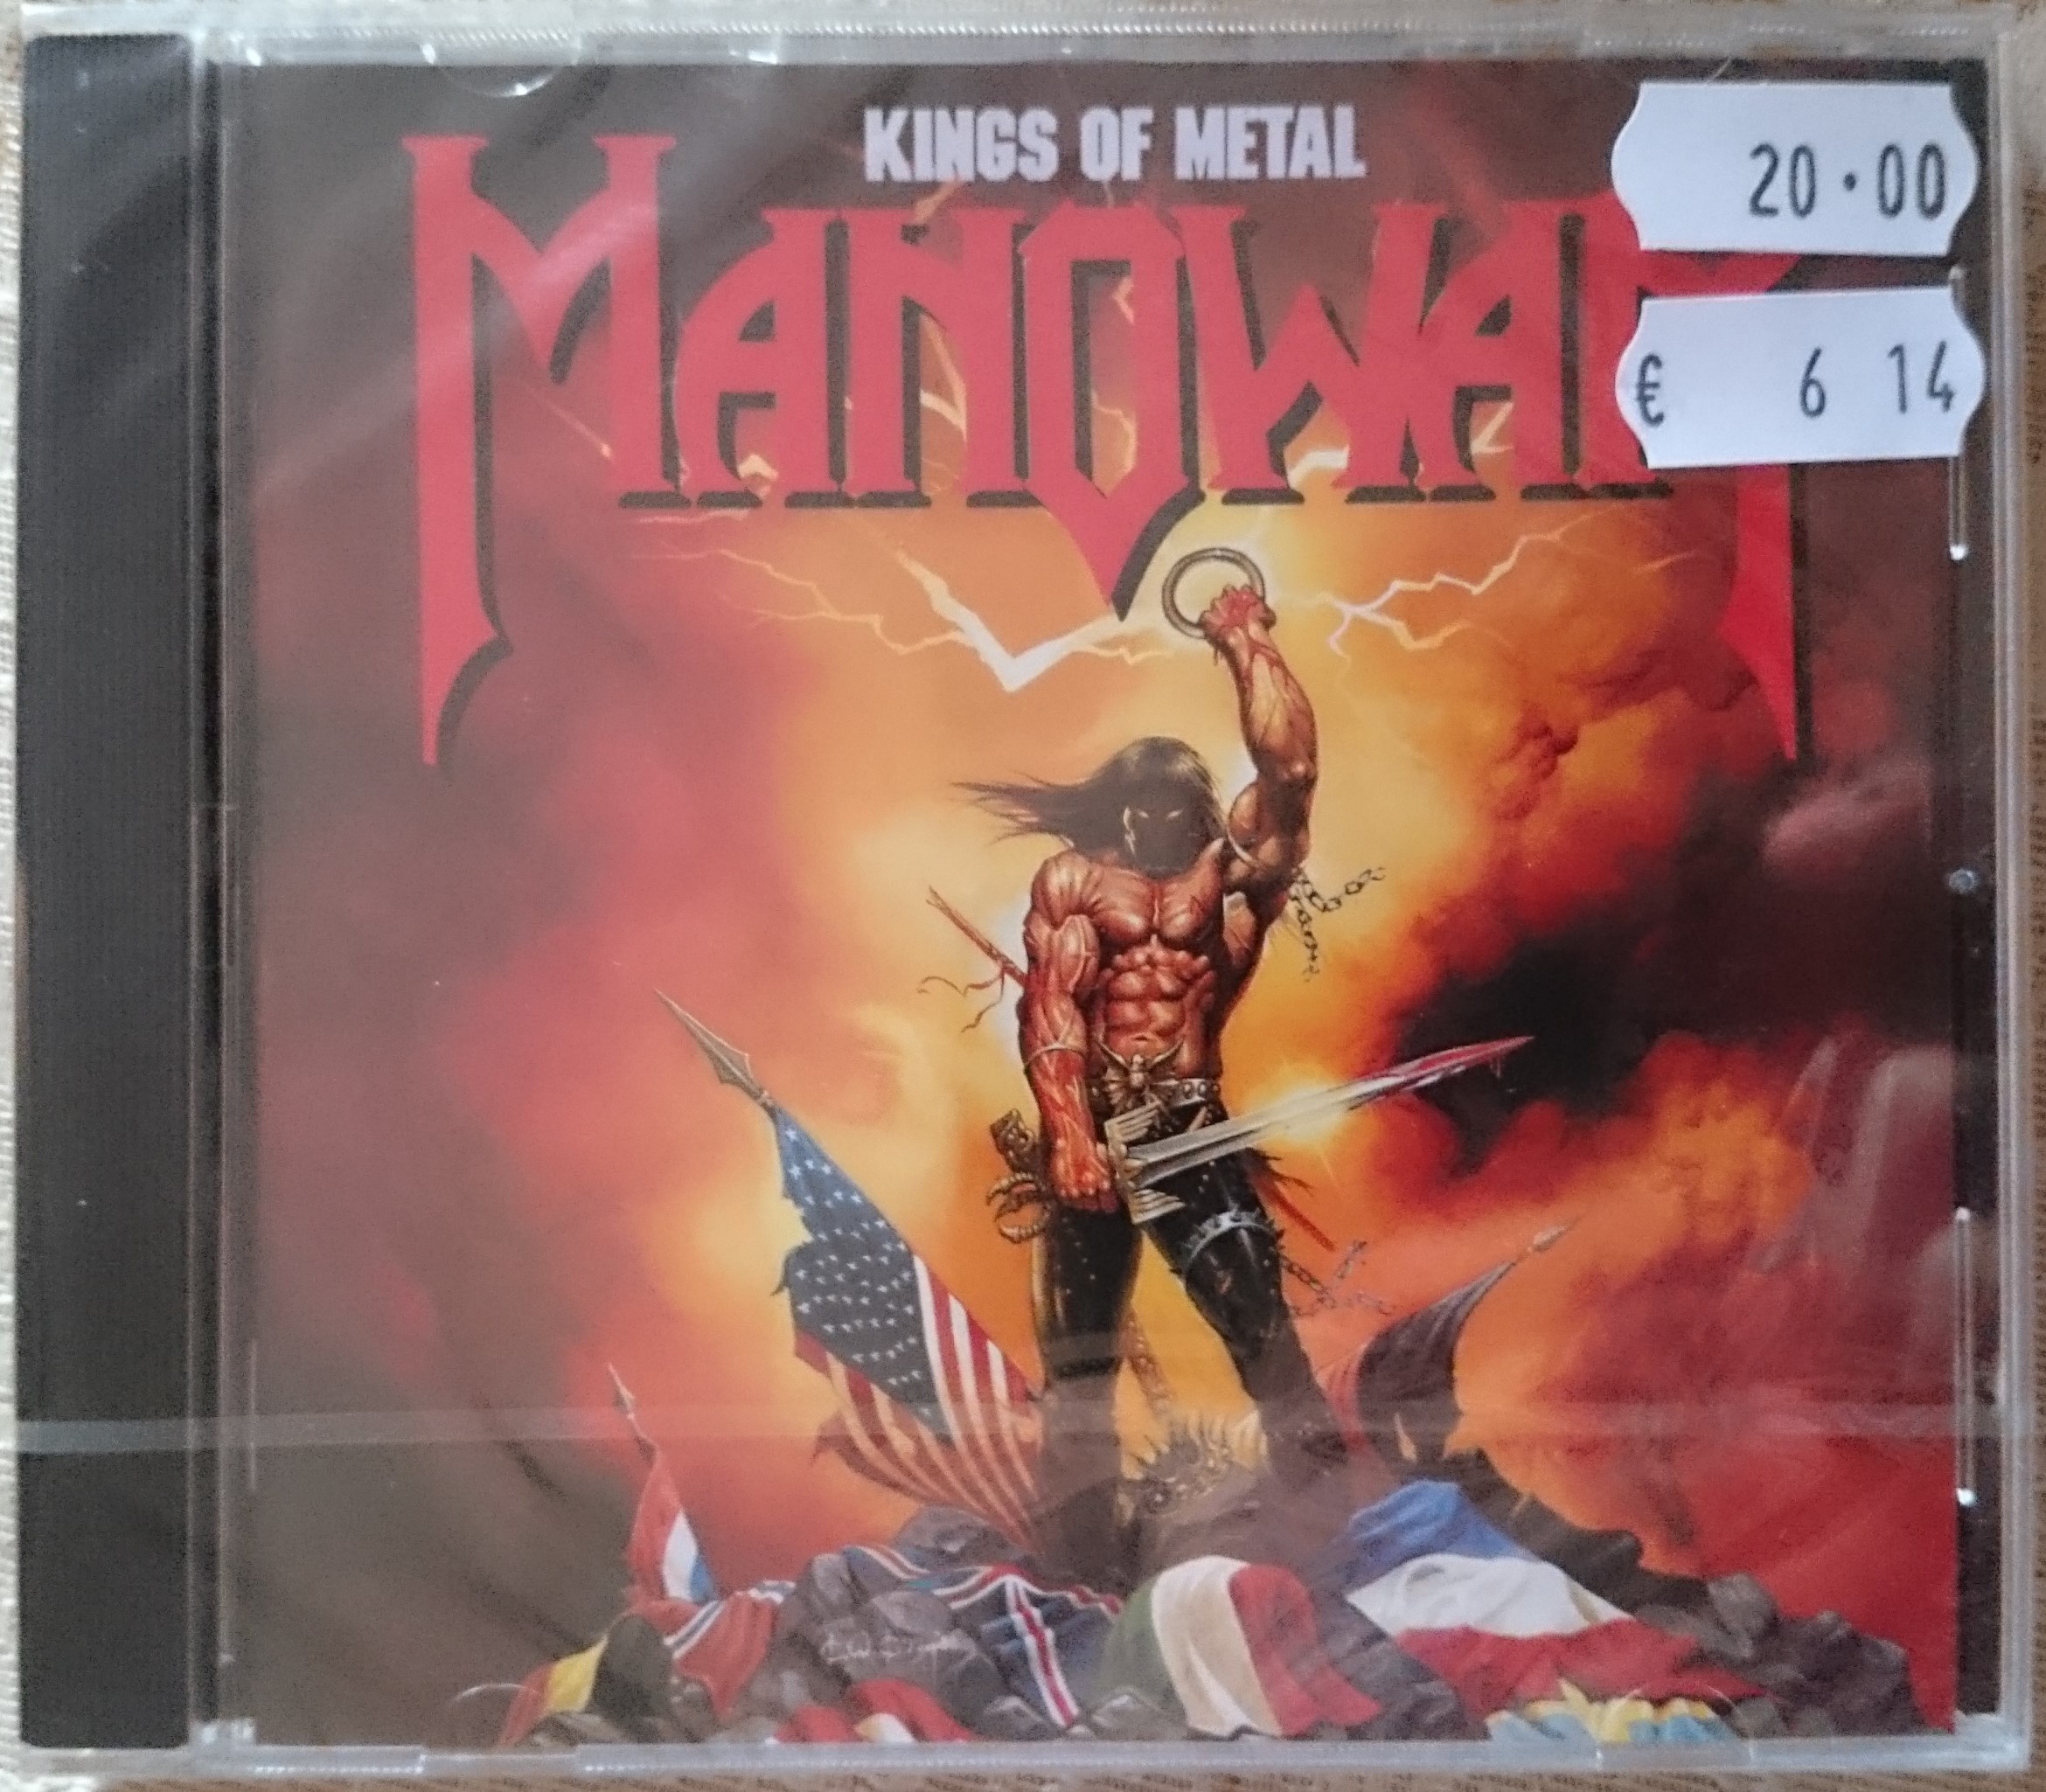 KINGS OF METAL
MANOWAR
20.00
€ 6 14